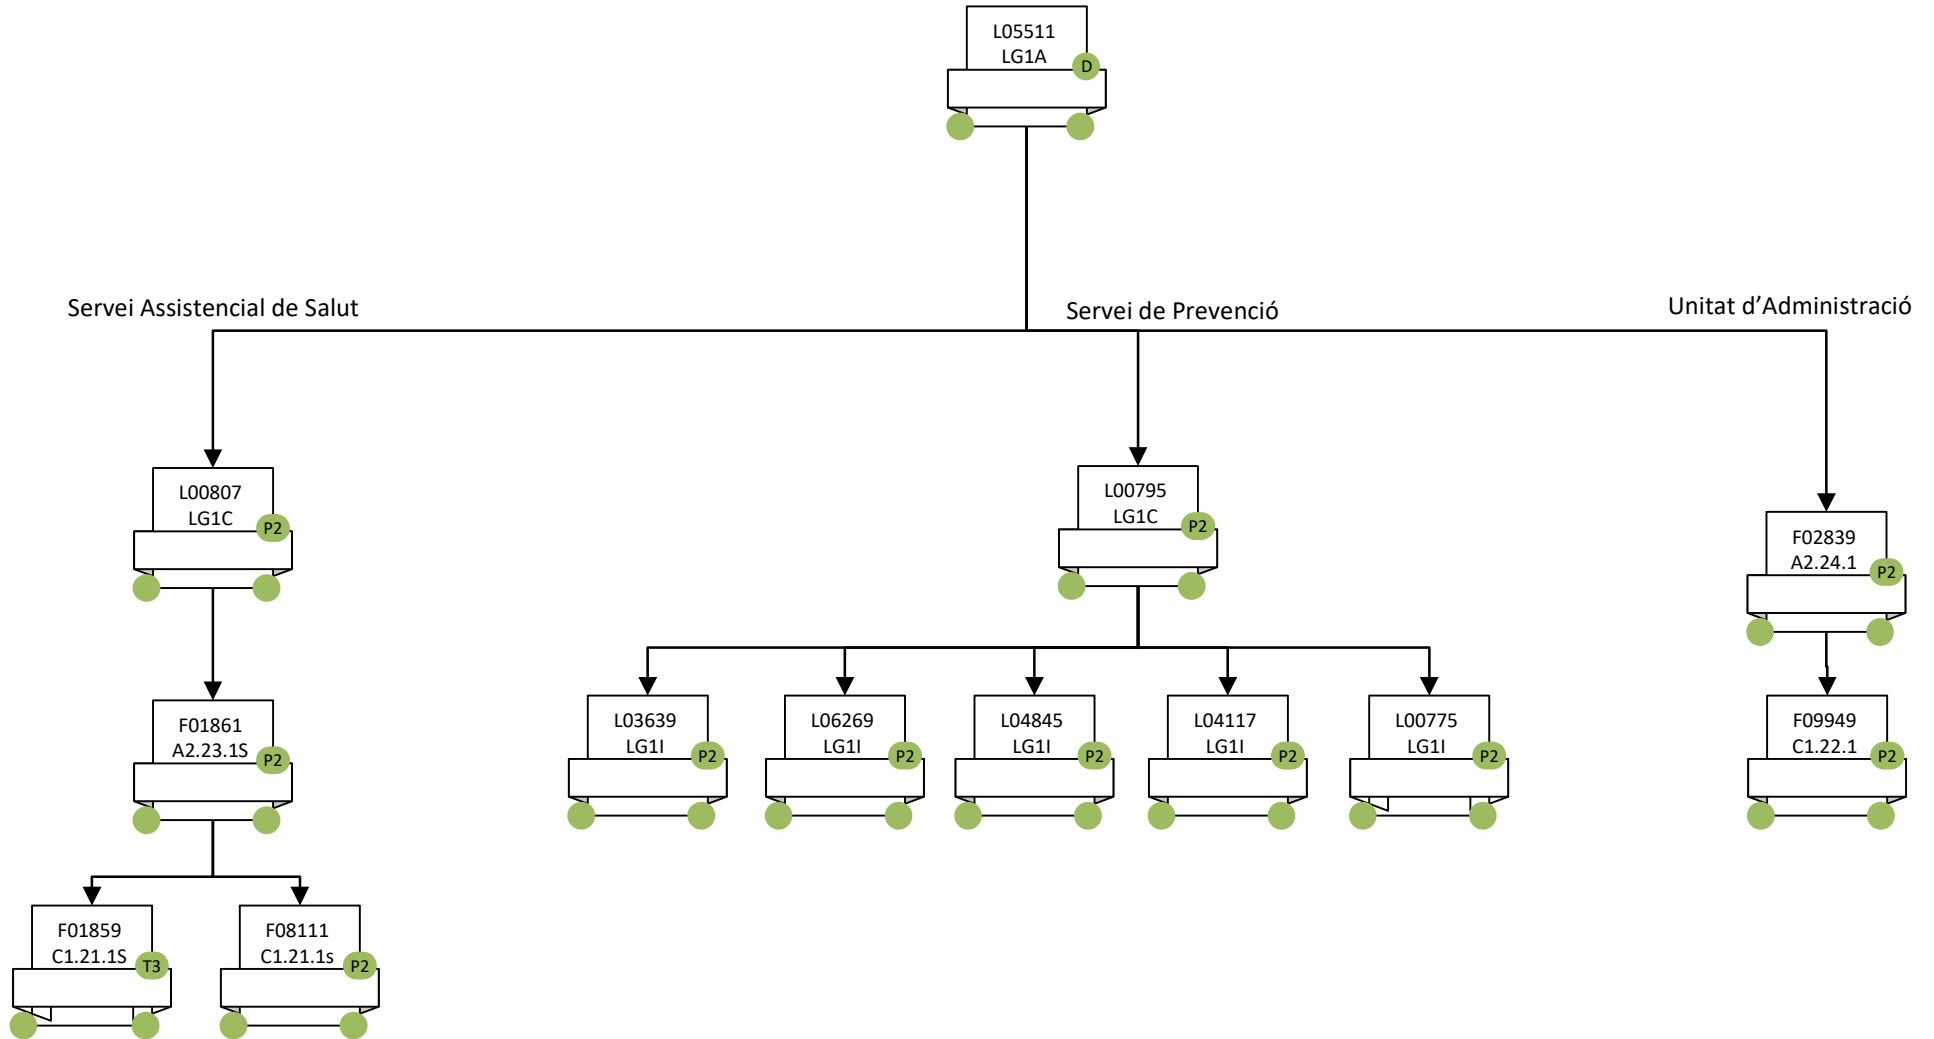 L05511
LG1A
D
Servei Assistencial de Salut
Servei de Prevenció
Unitat d’Administració
L00807
LG1C
P2
L00795
LG1C
P2
F02839
A2.24.1
P2
F01861
A2.23.1S
P2
L03639
LG1I
P2
L06269
LG1I
P2
L04845
LG1I
P2
L04117
LG1I
P2
L00775
LG1I
P2
F09949
C1.22.1
P2
F01859
C1.21.1S
T3
F08111
C1.21.1s
P2